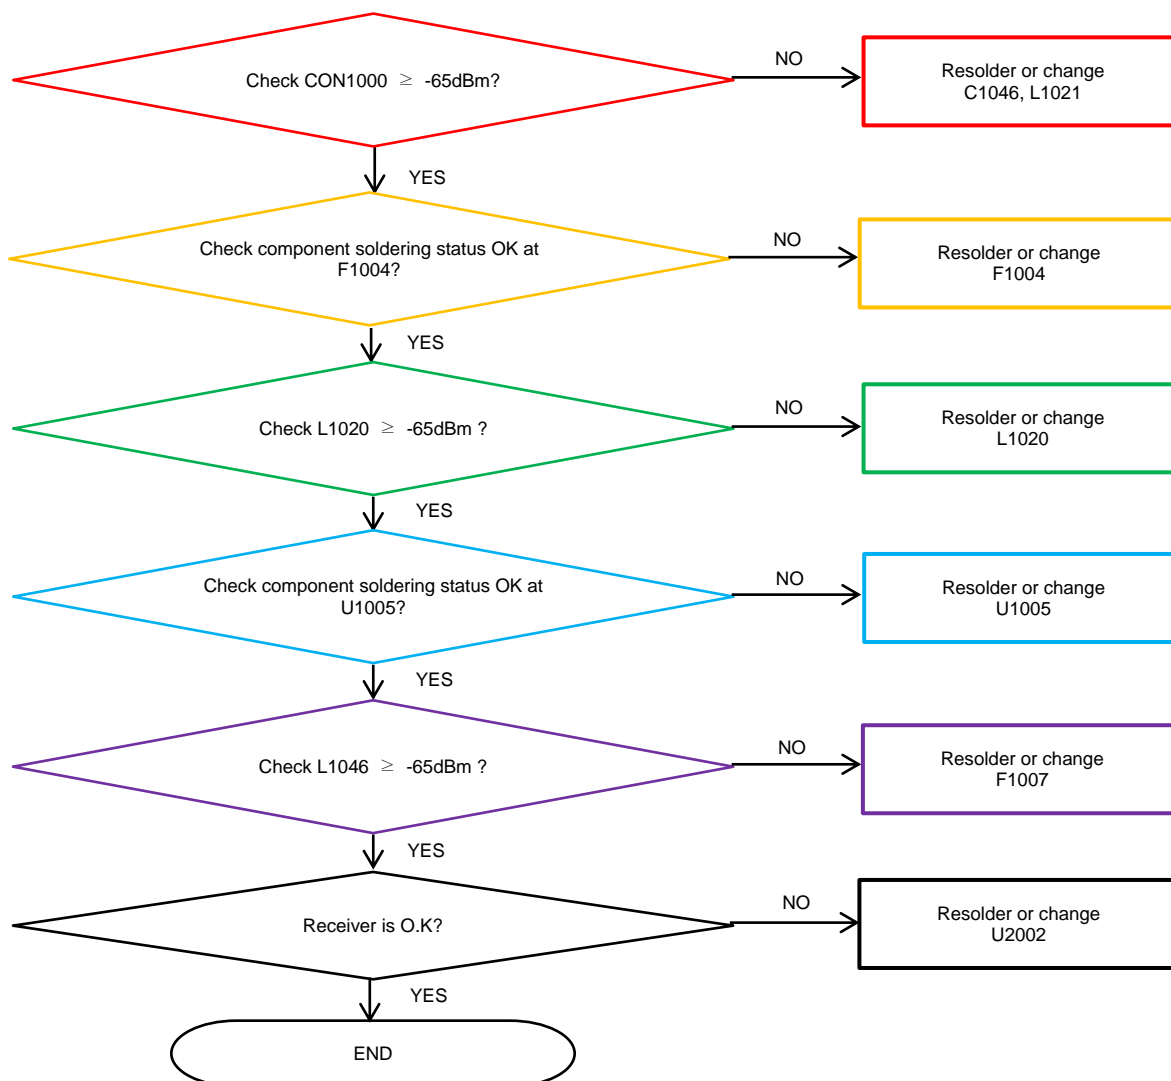 Check CON1000 ≥ -65dBm?
NO
Resolder or change
C1046, L1021
YES
Check component soldering status OK at
F1004?
NO
Resolder or change
F1004
YES
Check L1020 ≥ -65dBm ?
NO
Resolder or change
L1020
YES
Check component soldering status OK at
U1005?
NO
Resolder or change
U1005
YES
Check L1046 ≥ -65dBm ?
NO
Resolder or change
F1007
YES
Receiver is O.K?
NO
Resolder or change
U2002
YES
END